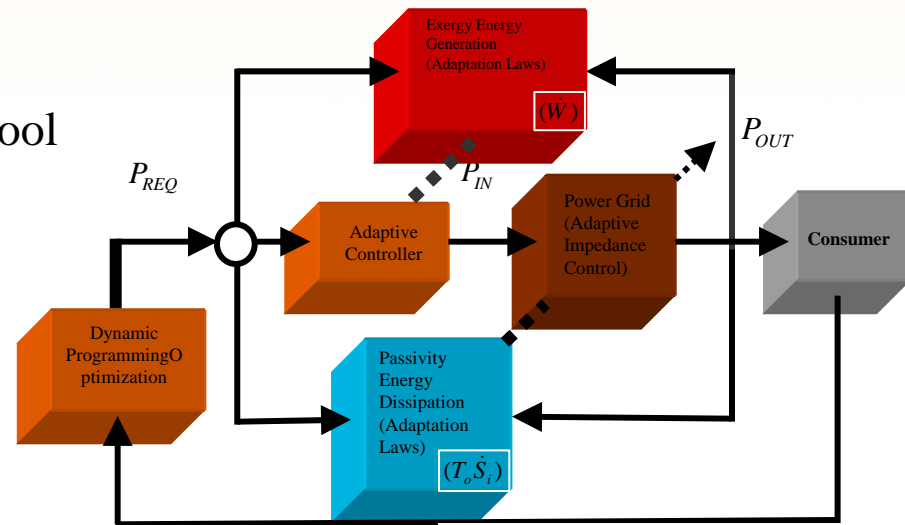 Exergy Energy
Generation
(Adaptation Laws)
(Ẇ)
ool
P_REQ
P_IN
P_OUT
Adaptive
Controller
Power Grid
(Adaptive
Impedance
Control)
Consumer
Dynamic
ProgrammingO
ptimization
Passivity
Energy
Dissipation
(Adaptation
Laws)
(T_oṠ_i)